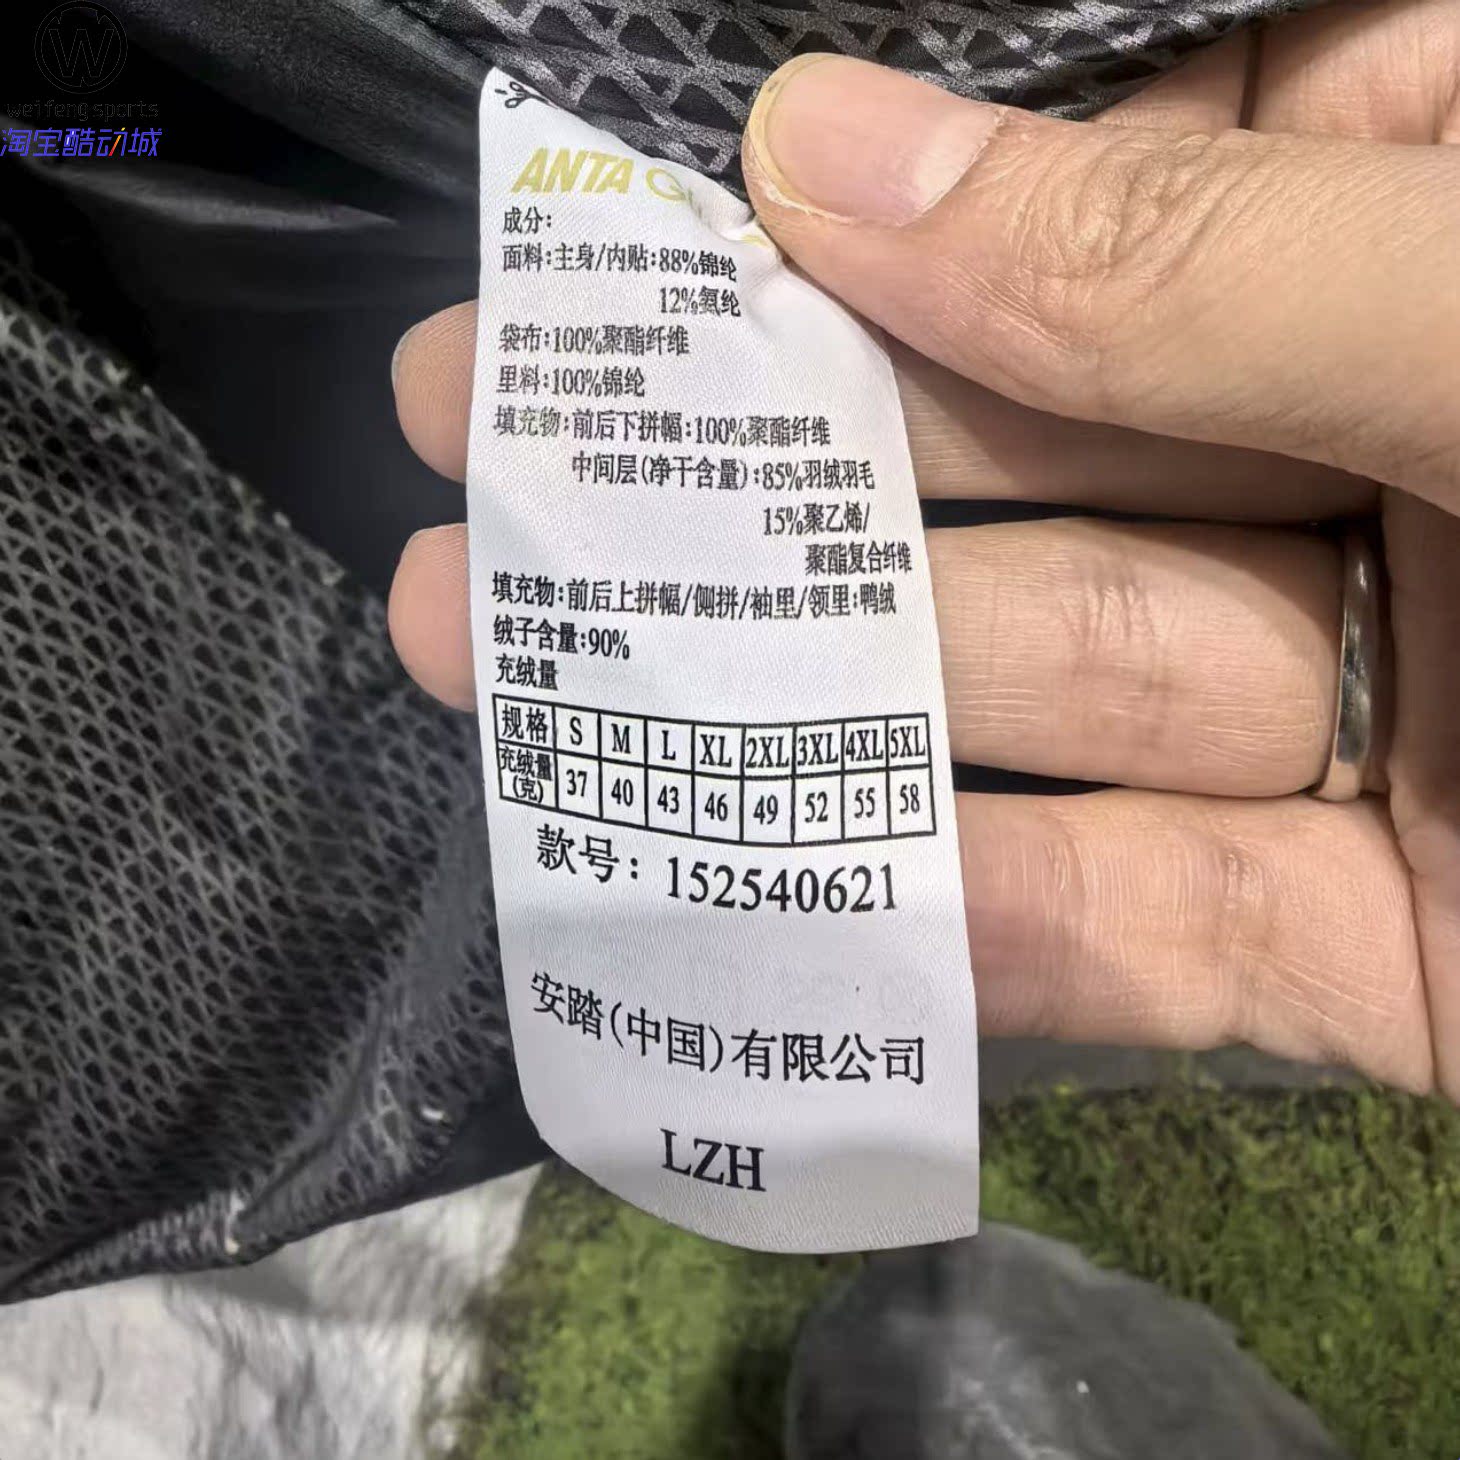 weifeng sports
淘宝酷动城
ANTA
成分:
面料:主身/内贴:88%锦纶
12%氨纶
袋布:100%聚酯纤维
里料:100%锦纶
填充物:前后下拼幅:100%聚酯纤维
中间层(净干含量):85%羽绒羽毛
15%聚乙烯/
聚酯复合纤维
填充物:前后上拼幅/侧拼/袖里/领里:鸭绒
绒子含量:90%
充绒量
规格 S M L XL 2XL 3XL 4XL 5XL
充绒量(克) 37 40 43 46 49 52 55 58
款号: 152540621
安踏(中国)有限公司
LZH